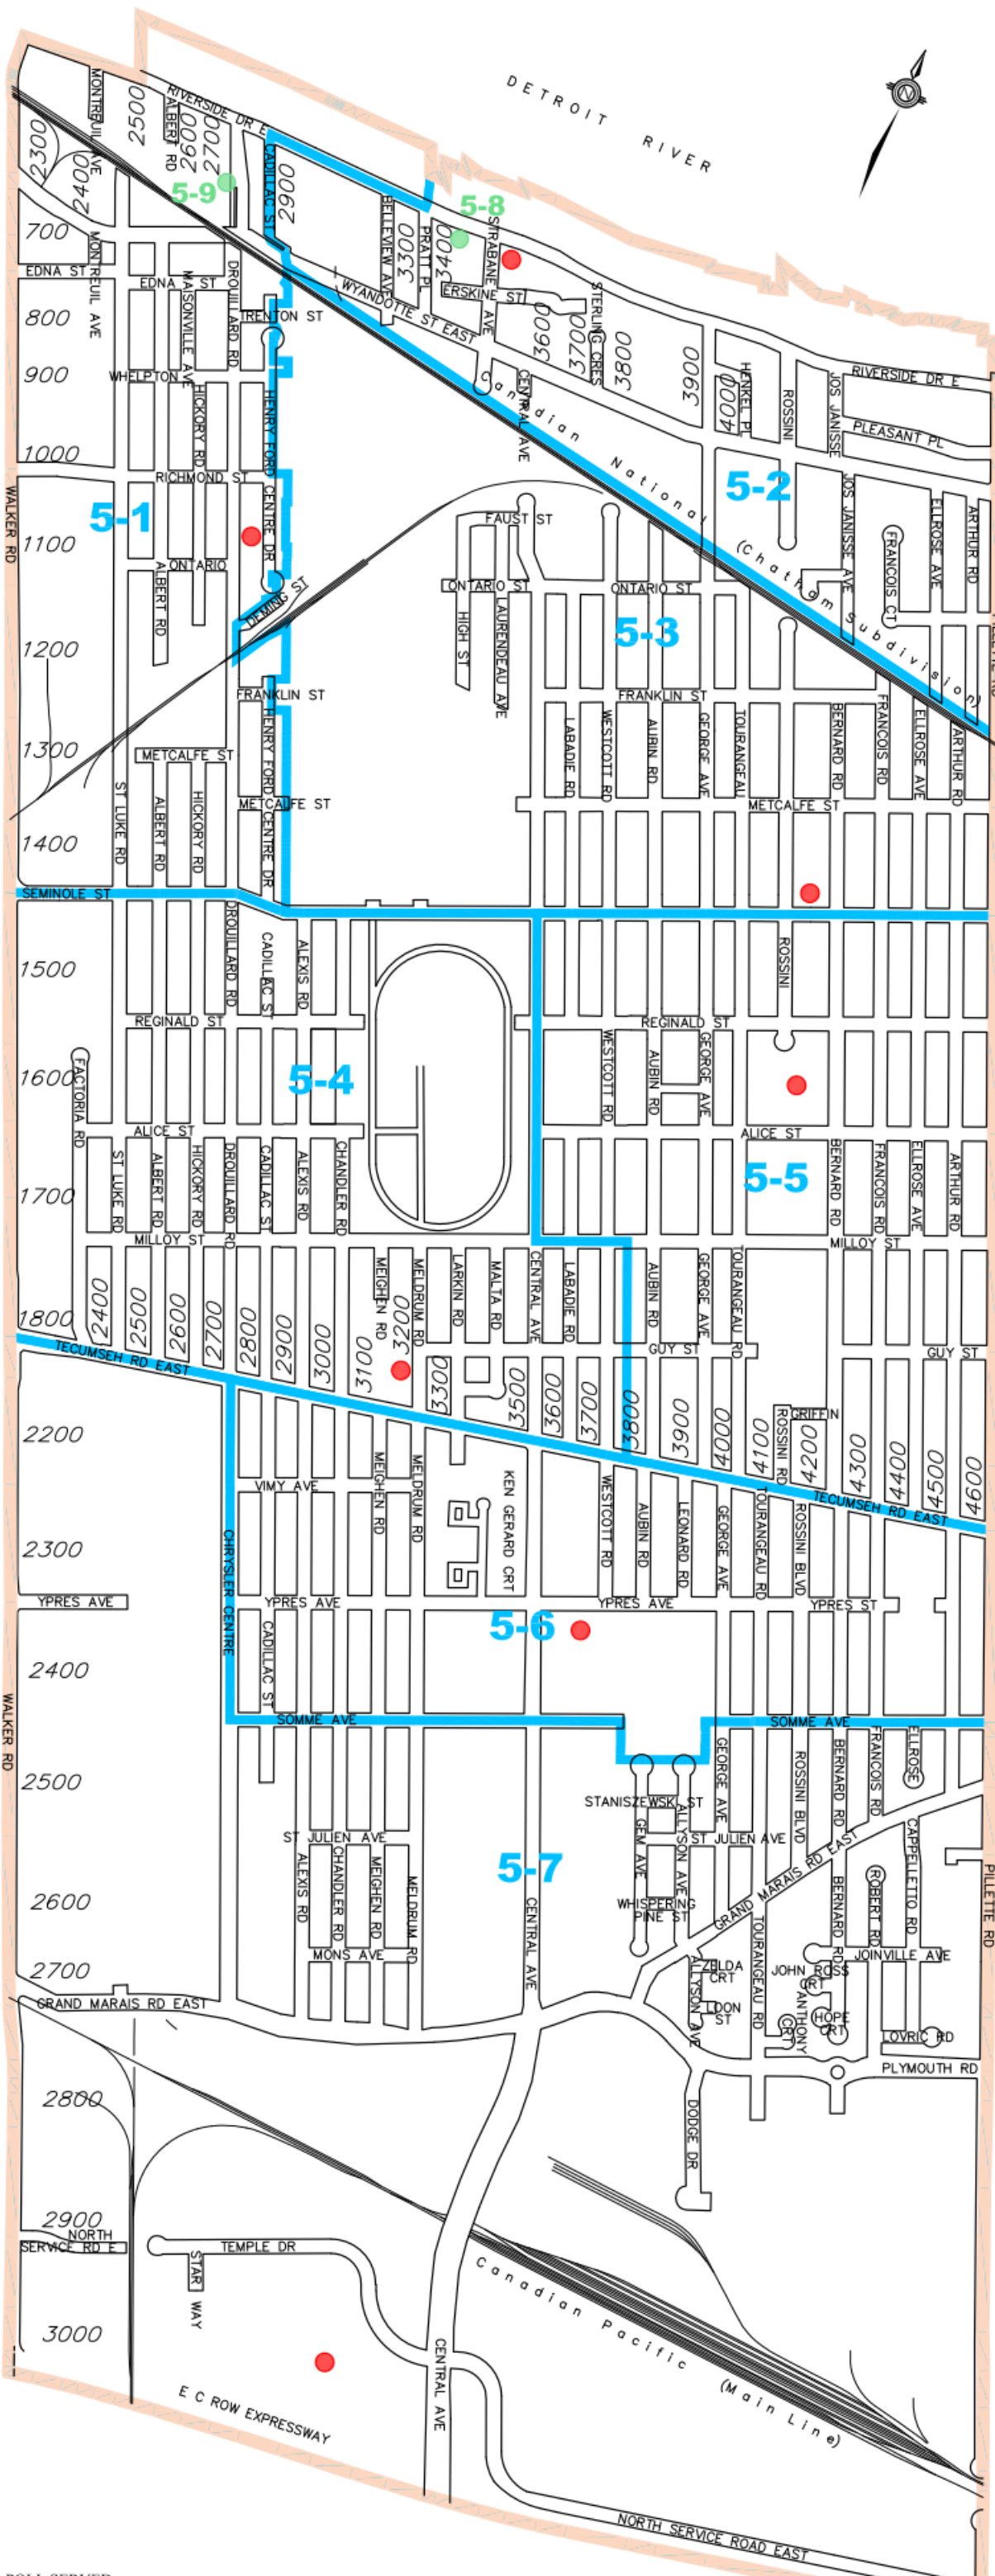 DETROIT RIVER
MONTREUIL AVE
2500
ALBERT RD
2600
2700
RIVERSIDE DR E
2300
2400
5-9
CADILLAC ST
2900
BELLEVIEW AVE
3300
PRATT PL
3400
5-8
STRABANE AVE
700
EDNA ST
MONTREUIL AVE
EDNA ST
MAISONVILLE AVE
DROUILLARD RD
WYANDOTTE ST EAST
ERSKINE ST
3600
3700
STERLING CRES
3800
3900
4000
HENKEL PL
ROSSINI
JOS JANISSE
RIVERSIDE DR E
PLEASANT PL
800
TRENTON ST
900
WHELPTON
HICKORY RD
HENRY FORD CENTRE DR
CENTRAL AVE
Canadian National (Chatham Subdivision)
1000
RICHMOND ST
5-1
5-2
WALKER RD
JOS JANISSE AVE
FRANCOIS CT
ELLROSE AVE
ARTHUR RD
1100
ONTARIO
ALBERT RD
FAUST ST
DEMING ST
ONTARIO ST
ONTARIO ST
HIGH ST
LAURENDEAU AVE
5-3
1200
FRANKLIN ST
FRANKLIN ST
HENRY FORD CENTRE DR
LABADIE RD
WESTCOTT RD
AUBIN RD
GEORGE AVE
TOURANGEAU
BERNARD RD
FRANCOIS RD
ELLROSE AVE
ARTHUR RD
1300
METCALFE ST
METCALFE ST
METCALFE ST
ST LUKE RD
ALBERT RD
HICKORY RD
1400
SEMINOLE ST
DROUILLARD RD
CADILLAC ST
ALEXIS RD
ROSSINI
1500
REGINALD ST
REGINALD ST
FACTORIA RD
1600
5-4
WESTCOTT RD
AUBIN RD
GEORGE AVE
ALICE ST
ALICE ST
ST LUKE RD
ALBERT RD
HICKORY RD
DROUILLARD RD
CADILLAC ST
ALEXIS RD
CHANDLER RD
5-5
BERNARD RD
FRANCOIS RD
ELLROSE AVE
ARTHUR RD
1700
MILLOY ST
MILLOY ST
MEIGHEN RD
MELDRUM RD
LARKIN RD
MALTA RD
CENTRAL AVE
LABADIE RD
AUBIN RD
GEORGE AVE
TOURANGEAU RD
1800
2400
2500
2600
2700
2800
2900
3000
3100
3200
3300
3500
3600
3700
3800
3900
4000
4100
4200
4300
4400
4500
4600
GUY ST
GUY ST
TECUMSEH RD EAST
GRIFFIN
ROSSINI RD
2200
MEIGHEN RD
MELDRUM RD
KEN GERARD CRT
WESTCOTT RD
AUBIN RD
LEONARD RD
GEORGE AVE
TOURANGEAU RD
ROSSINI BLVD
TECUMSEH RD EAST
VIMY AVE
2300
CHRYSLER CENTRE
YPRES AVE
YPRES AVE
YPRES AVE
YPRES ST
5-6
CADILLAC ST
2400
WALKER RD
SOMME AVE
SOMME AVE
2500
GEORGE AVE
ROSSINI BLVD
BERNARD RD
FRANCOIS RD
ELLROSE
STANISZEWSKI ST
GEM AVE
ALLYSON AVE
ST JULIEN AVE
ST JULIEN AVE
5-7
GRAND MARAIS RD EAST
ALEXIS RD
CHANDLER RD
MEIGHEN RD
MELDRUM RD
CENTRAL AVE
2600
WHISPERING
PINE ST
BERNARD RD
ROBERT RD
CAPPELLETTO RD
PILLETTE RD
MONS AVE
TOURANGEAU RD
JOINVILLE AVE
2700
ZELDA
CRT
JOHN ROSS
CRT
GRAND MARAIS RD EAST
ALLYSON AVE
LDON
ST
ANTHONY
CRT
HOPE
CRT
LOVRIC RD
PLYMOUTH RD
2800
DODGE DR
2900
NORTH
SERVICE RD E
TEMPLE DR
STAR WAY
Canadian Pacific (Main Line)
3000
CENTRAL AVE
E C ROW EXPRESSWAY
NORTH SERVICE ROAD EAST